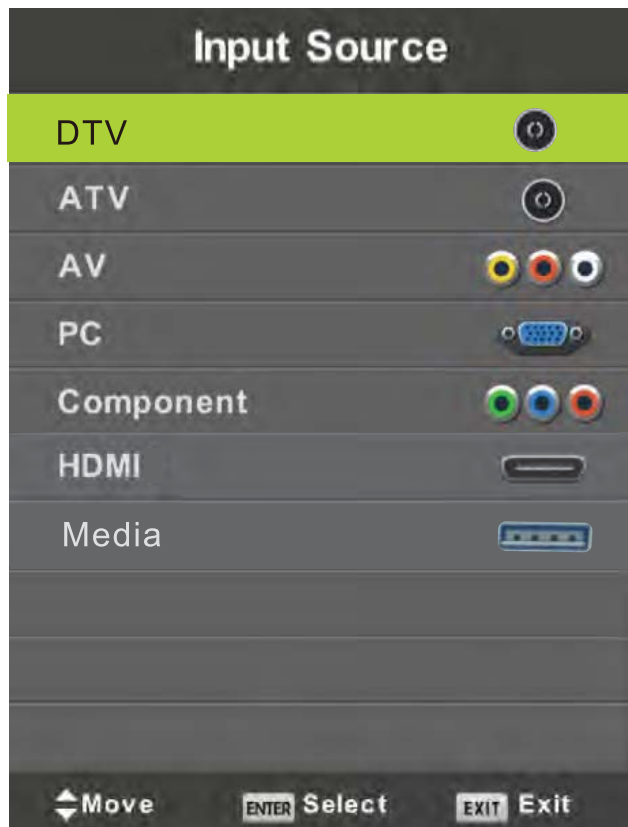 Input Source
DTV
ATV
AV
PC
Component
HDMI
Media
Move ENTER Select EXIT Exit